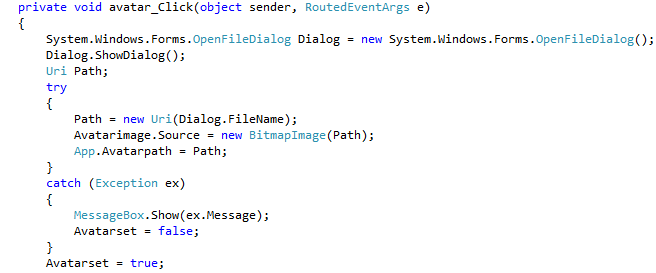 private void avatar_Click(object sender, RoutedEventArgs e)
{
System.Windows.Forms.OpenFileDialog Dialog = new System.Windows.Forms.OpenFileDialog();
Dialog.ShowDialog();
Uri Path;
try
{
Path = new Uri(Dialog.FileName);
Avatarimage.Source = new BitmapImage(Path);
App.Avatarpath = Path;
}
catch (Exception ex)
{
MessageBox.Show(ex.Message);
Avatarset = false;
}
Avatarset = true;